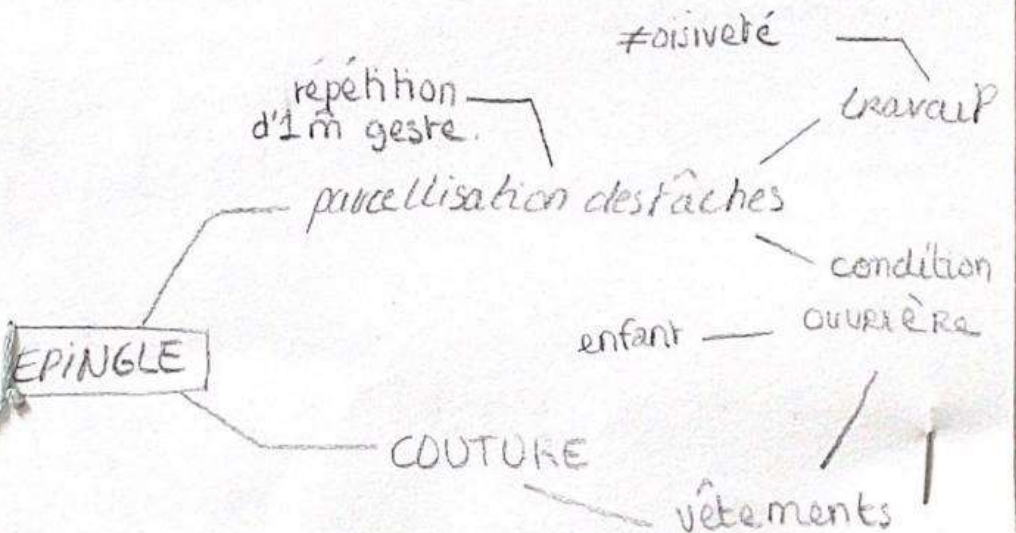 ≠oisiveté
travail
répétition
d'1 m̂ geste.
parcellisation des tâches
condition
OUVRIÈRE
enfant
EPINGLE
COUTURE
vêtements